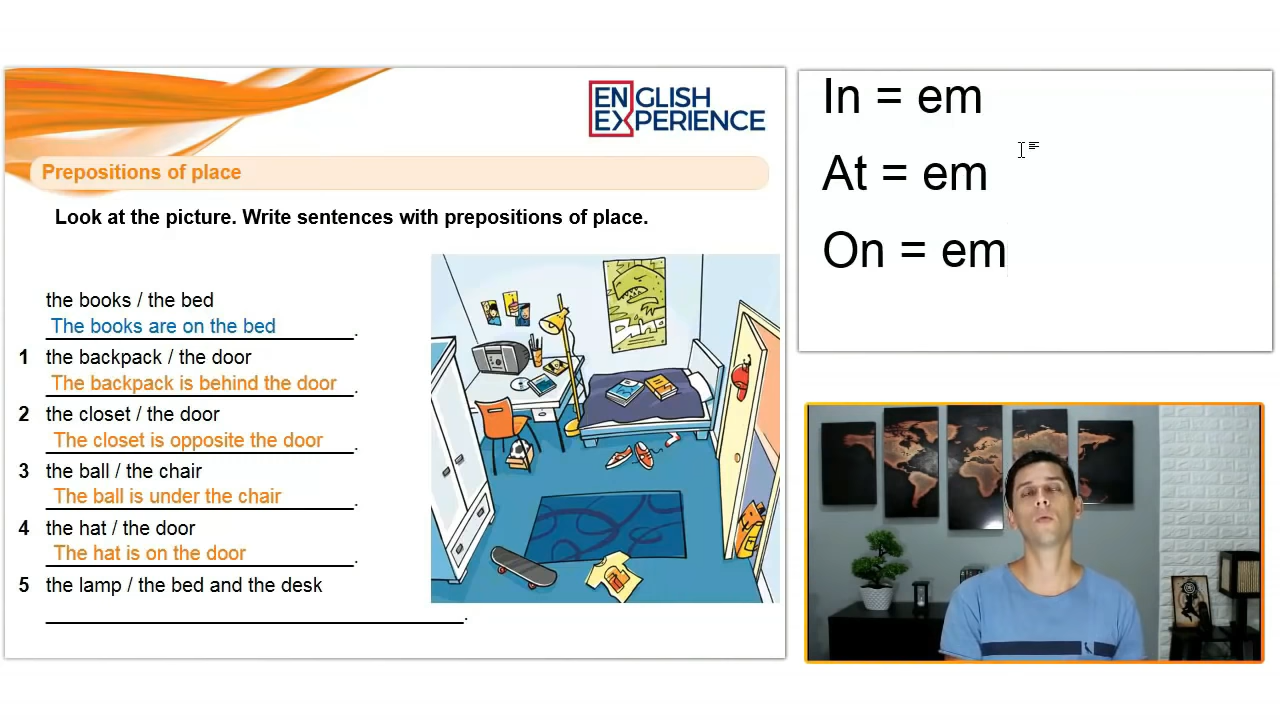 ENGLISH
EXPERIENCE
Prepositions of place
Look at the picture. Write sentences with prepositions of place.
the books / the bed
The books are on the bed.
1 the backpack / the door
The backpack is behind the door.
2 the closet / the door
The closet is opposite the door.
3 the ball / the chair
The ball is under the chair.
4 the hat / the door
The hat is on the door.
5 the lamp / the bed and the desk
.
In = em
At = em
On = em